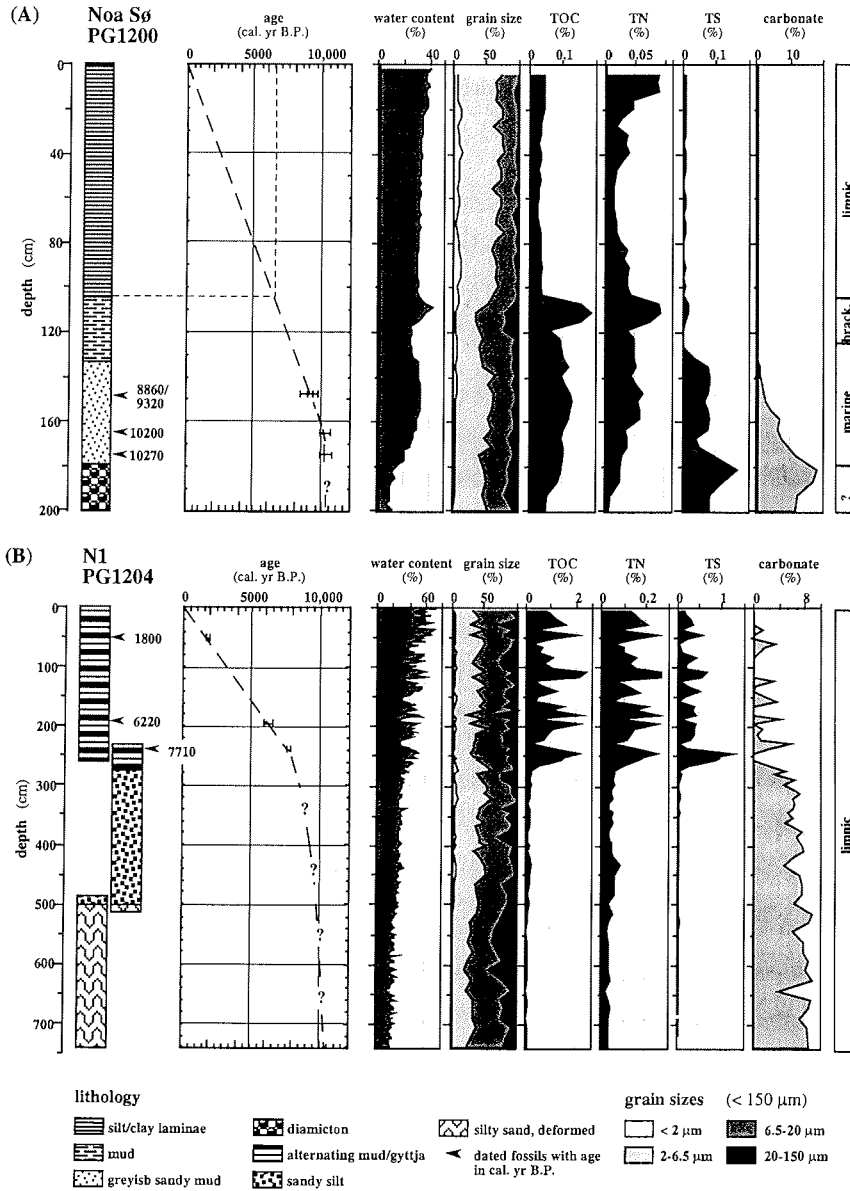 (A) Noa Sø
PG1200
age
(cal. yr B.P.)
water content
(%)
grain size
(%)
TOC
(%)
TN
(%)
TS
(%)
carbonate
(%)
0 5000 10,000
0 40
0 50
0 0,1
0 0,05
0 0,1
0 10
depth (cm)
0
40
80
120
160
200
8860/
9320
10200
10270
?
limnic
brack.
marine
?
(B) N1
PG1204
age
(cal. yr B.P.)
water content
(%)
grain size
(%)
TOC
(%)
TN
(%)
TS
(%)
carbonate
(%)
0 5000 10,000
0 60
0 50
0 2
0 0,2
0 1
0 8
depth (cm)
0
100
200
300
400
500
600
700
1800
6220
7710
?
?
?
?
limnic
lithology
silt/clay laminae
mud
greyisb sandy mud
diamicton
alternating mud/gyttja
sandy silt
silty sand, deformed
dated fossils with age
in cal. yr B.P.
grain sizes (< 150 µm)
< 2 µm
2-6.5 µm
6.5-20 µm
20-150 µm